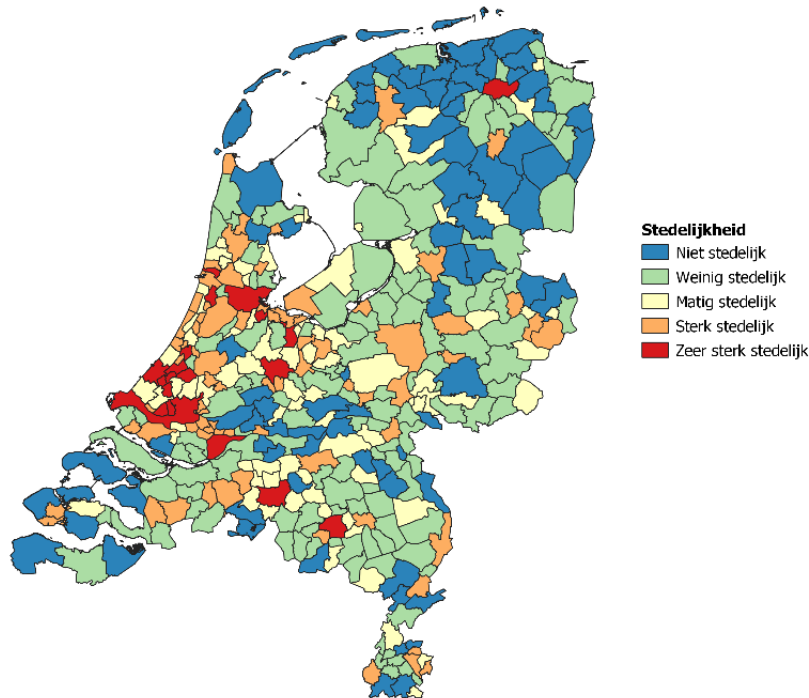 Stedelijkheid
Niet stedelijk
Weinig stedelijk
Matig stedelijk
Sterk stedelijk
Zeer sterk stedelijk